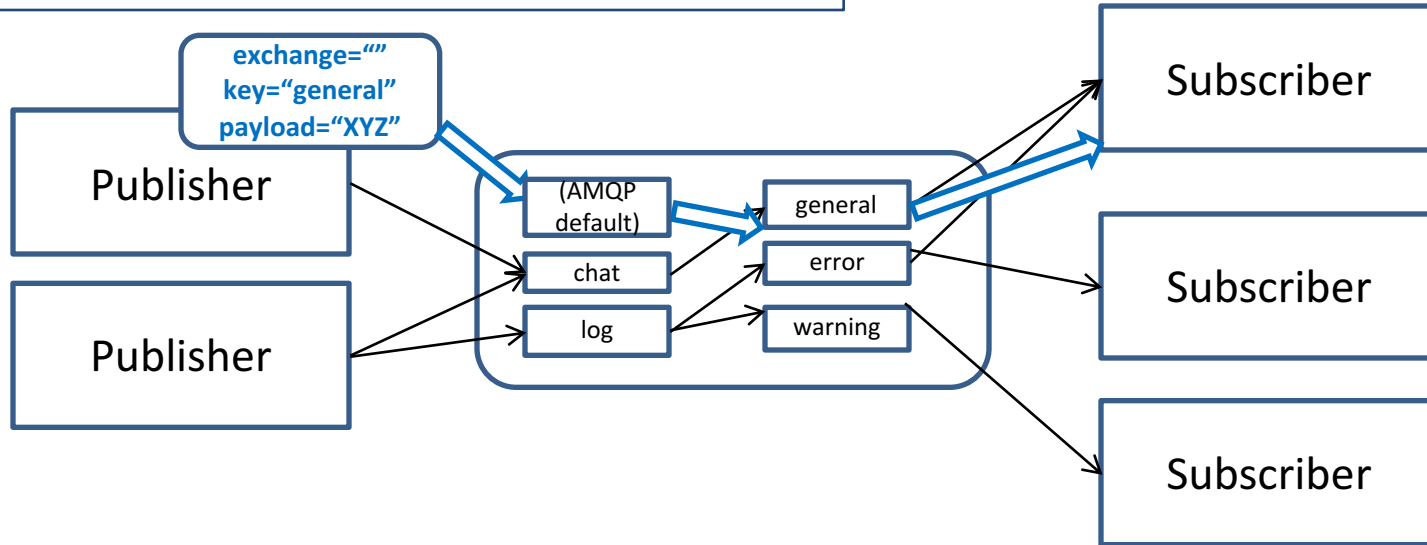 exchange=“”
key=“general”
payload=“XYZ”
Publisher
Publisher
(AMQP
default)
chat
log
general
error
warning
Subscriber
Subscriber
Subscriber